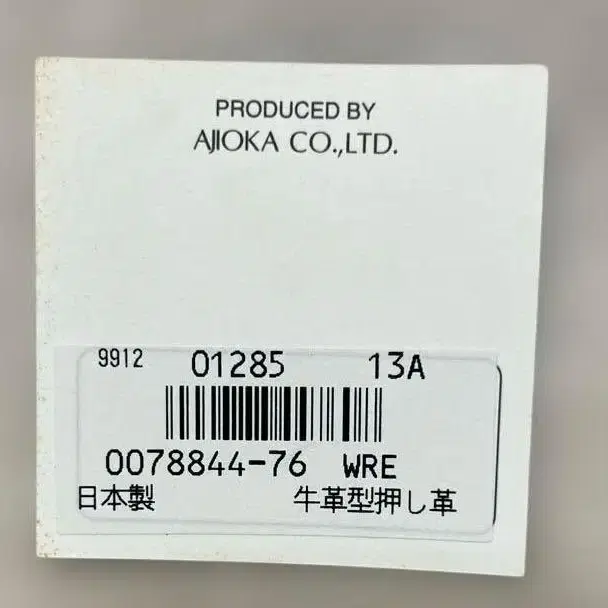 PRODUCED BY
AJIOKA CO.,LTD.
9912 01285 13A
0078844-76 WRE
日本製 牛革型押し革